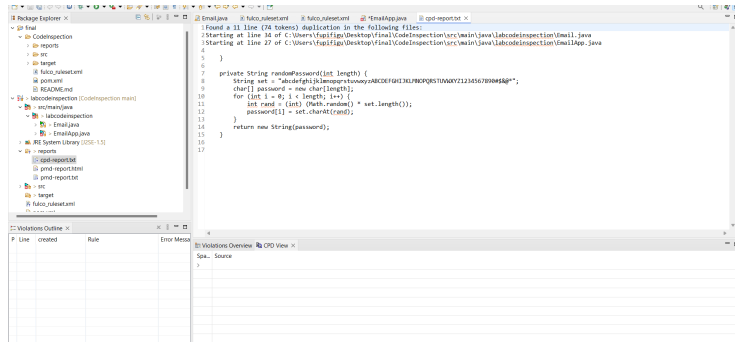 Package Explorer ×
final
CodeInspection
reports
src
target
fulco_ruleset.xml
pom.xml
README.md
labcodeinspection [CodeInspection main]
src/main/java
labcodeinspection
Email.java
EmailApp.java
JRE System Library [J2SE-1.5]
reports
cpd-report.txt
pmd-report.html
pmd-report.txt
src
target
fulco_ruleset.xml
Email.java fulco_ruleset.xml fulco_ruleset.xml *EmailApp.java cpd-report.txt ×
1 Found a 11 line (74 tokens) duplication in the following files:
2 Starting at line 34 of C:\Users\fupifigu\Desktop\final\CodeInspection\src\main\java\labcodeinspection\Email.java
3 Starting at line 27 of C:\Users\fupifigu\Desktop\final\CodeInspection\src\main\java\labcodeinspection\EmailApp.java
4
5 }
6
7 private String randomPassword(int length) {
8 String set = "abcdefghijklmnopqrstuvwxyzABCDEFGHIJKLMNOPQRSTUVWXYZ1234567890#$&@*";
9 char[] password = new char[length];
10 for (int i = 0; i < length; i++) {
11 int rand = (int) (Math.random() * set.length());
12 password[i] = set.charAt(rand);
13 }
14 return new String(password);
15 }
16
17
Violations Outline ×
P Line created Rule Error Messa
Violations Overview CPD View ×
Spa... Source